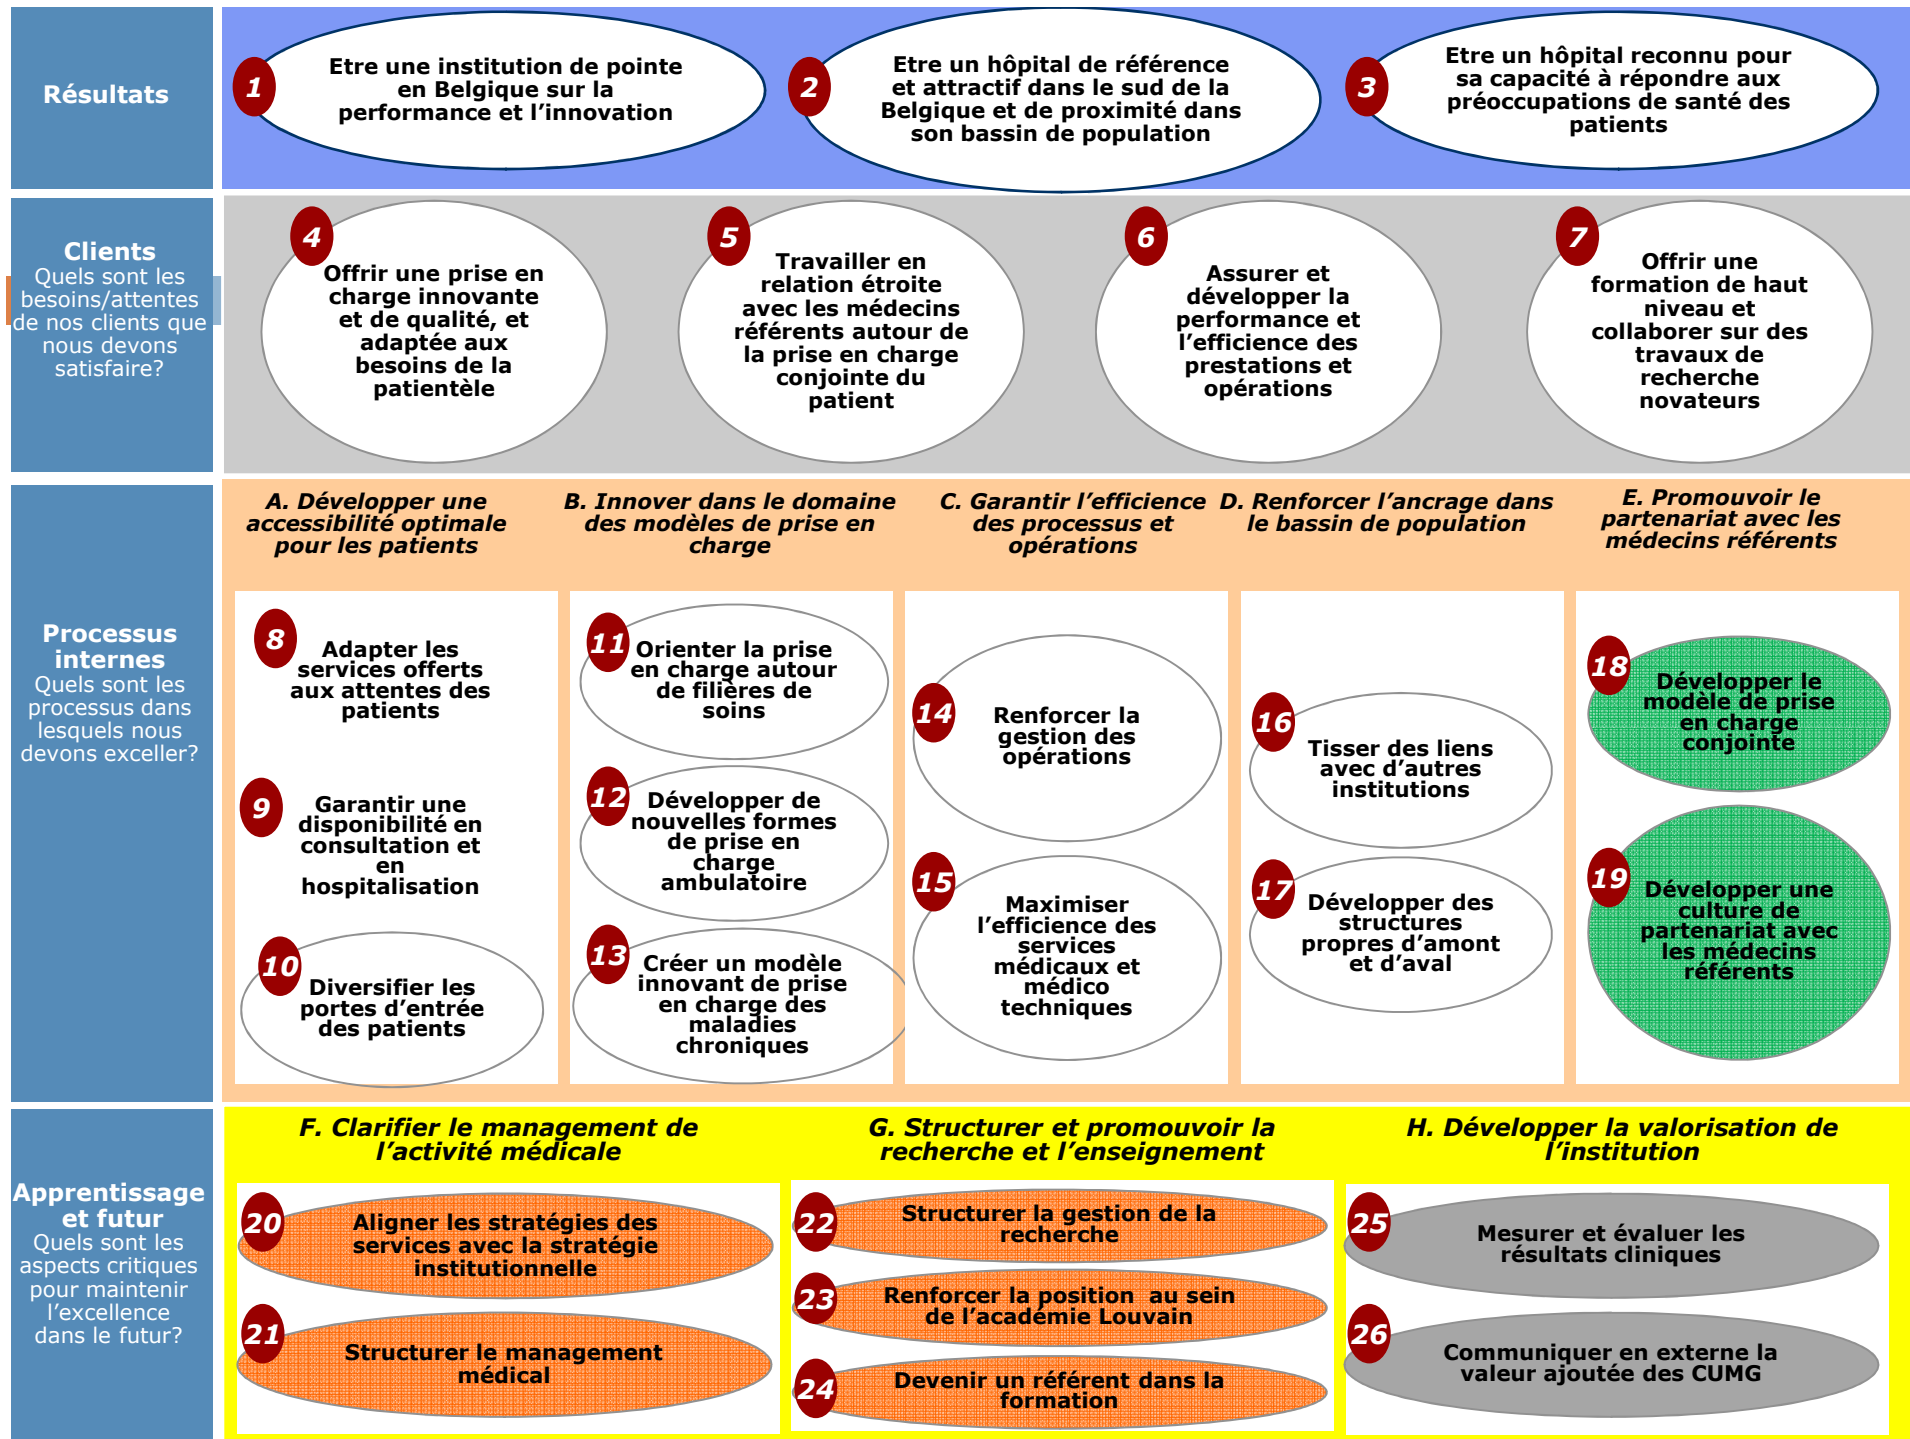 Résultats
1
Etre une institution de pointe
en Belgique sur la
performance et l’innovation
2
Etre un hôpital de référence
et attractif dans le sud de la
Belgique et de proximité dans
son bassin de population
3
Etre un hôpital reconnu pour
sa capacité à répondre aux
préoccupations de santé des
patients
Clients
Quels sont les
besoins/attentes
de nos clients que
nous devons
satisfaire?
4
Offrir une prise en
charge innovante
et de qualité, et
adaptée aux
besoins de la
patientèle
5
Travailler en
relation étroite
avec les médecins
référents autour de
la prise en charge
conjointe du
patient
6
Assurer et
développer la
performance et
l’efficience des
prestations et
opérations
7
Offrir une
formation de haut
niveau et
collaborer sur des
travaux de
recherche
novateurs
Processus
internes
Quels sont les
processus dans
lesquels nous
devons exceller?
A. Développer une
accessibilité optimale
pour les patients
8
Adapter les
services offerts
aux attentes des
patients
9
Garantir une
disponibilité en
consultation et
en
hospitalisation
10
Diversifier les
portes d’entrée
des patients
B. Innover dans le domaine
des modèles de prise en
charge
11
Orienter la prise
en charge autour
de filières de
soins
12
Développer de
nouvelles formes
de prise en
charge
ambulatoire
13
Créer un modèle
innovant de prise
en charge des
maladies
chroniques
C. Garantir l’efficience
des processus et
opérations
14
Renforcer la
gestion des
opérations
15
Maximiser
l’efficience des
services
médicaux et
médico
techniques
D. Renforcer l’ancrage dans
le bassin de population
16
Tisser des liens
avec d’autres
institutions
17
Développer des
structures
propres d’amont
et d’aval
E. Promouvoir le
partenariat avec les
médecins référents
18
Développer le
modèle de prise
en charge
conjointe
19
Développer une
culture de
partenariat avec
les médecins
référents
Apprentissage
et futur
Quels sont les
aspects critiques
pour maintenir
l’excellence
dans le futur?
F. Clarifier le management de
l’activité médicale
20
Aligner les stratégies des
services avec la stratégie
institutionnelle
21
Structurer le management
médical
G. Structurer et promouvoir la
recherche et l’enseignement
22
Structurer la gestion de la
recherche
23
Renforcer la position au sein
de l’académie Louvain
24
Devenir un référent dans la
formation
H. Développer la valorisation de
l’institution
25
Mesurer et évaluer les
résultats cliniques
26
Communiquer en externe la
valeur ajoutée des CUMG